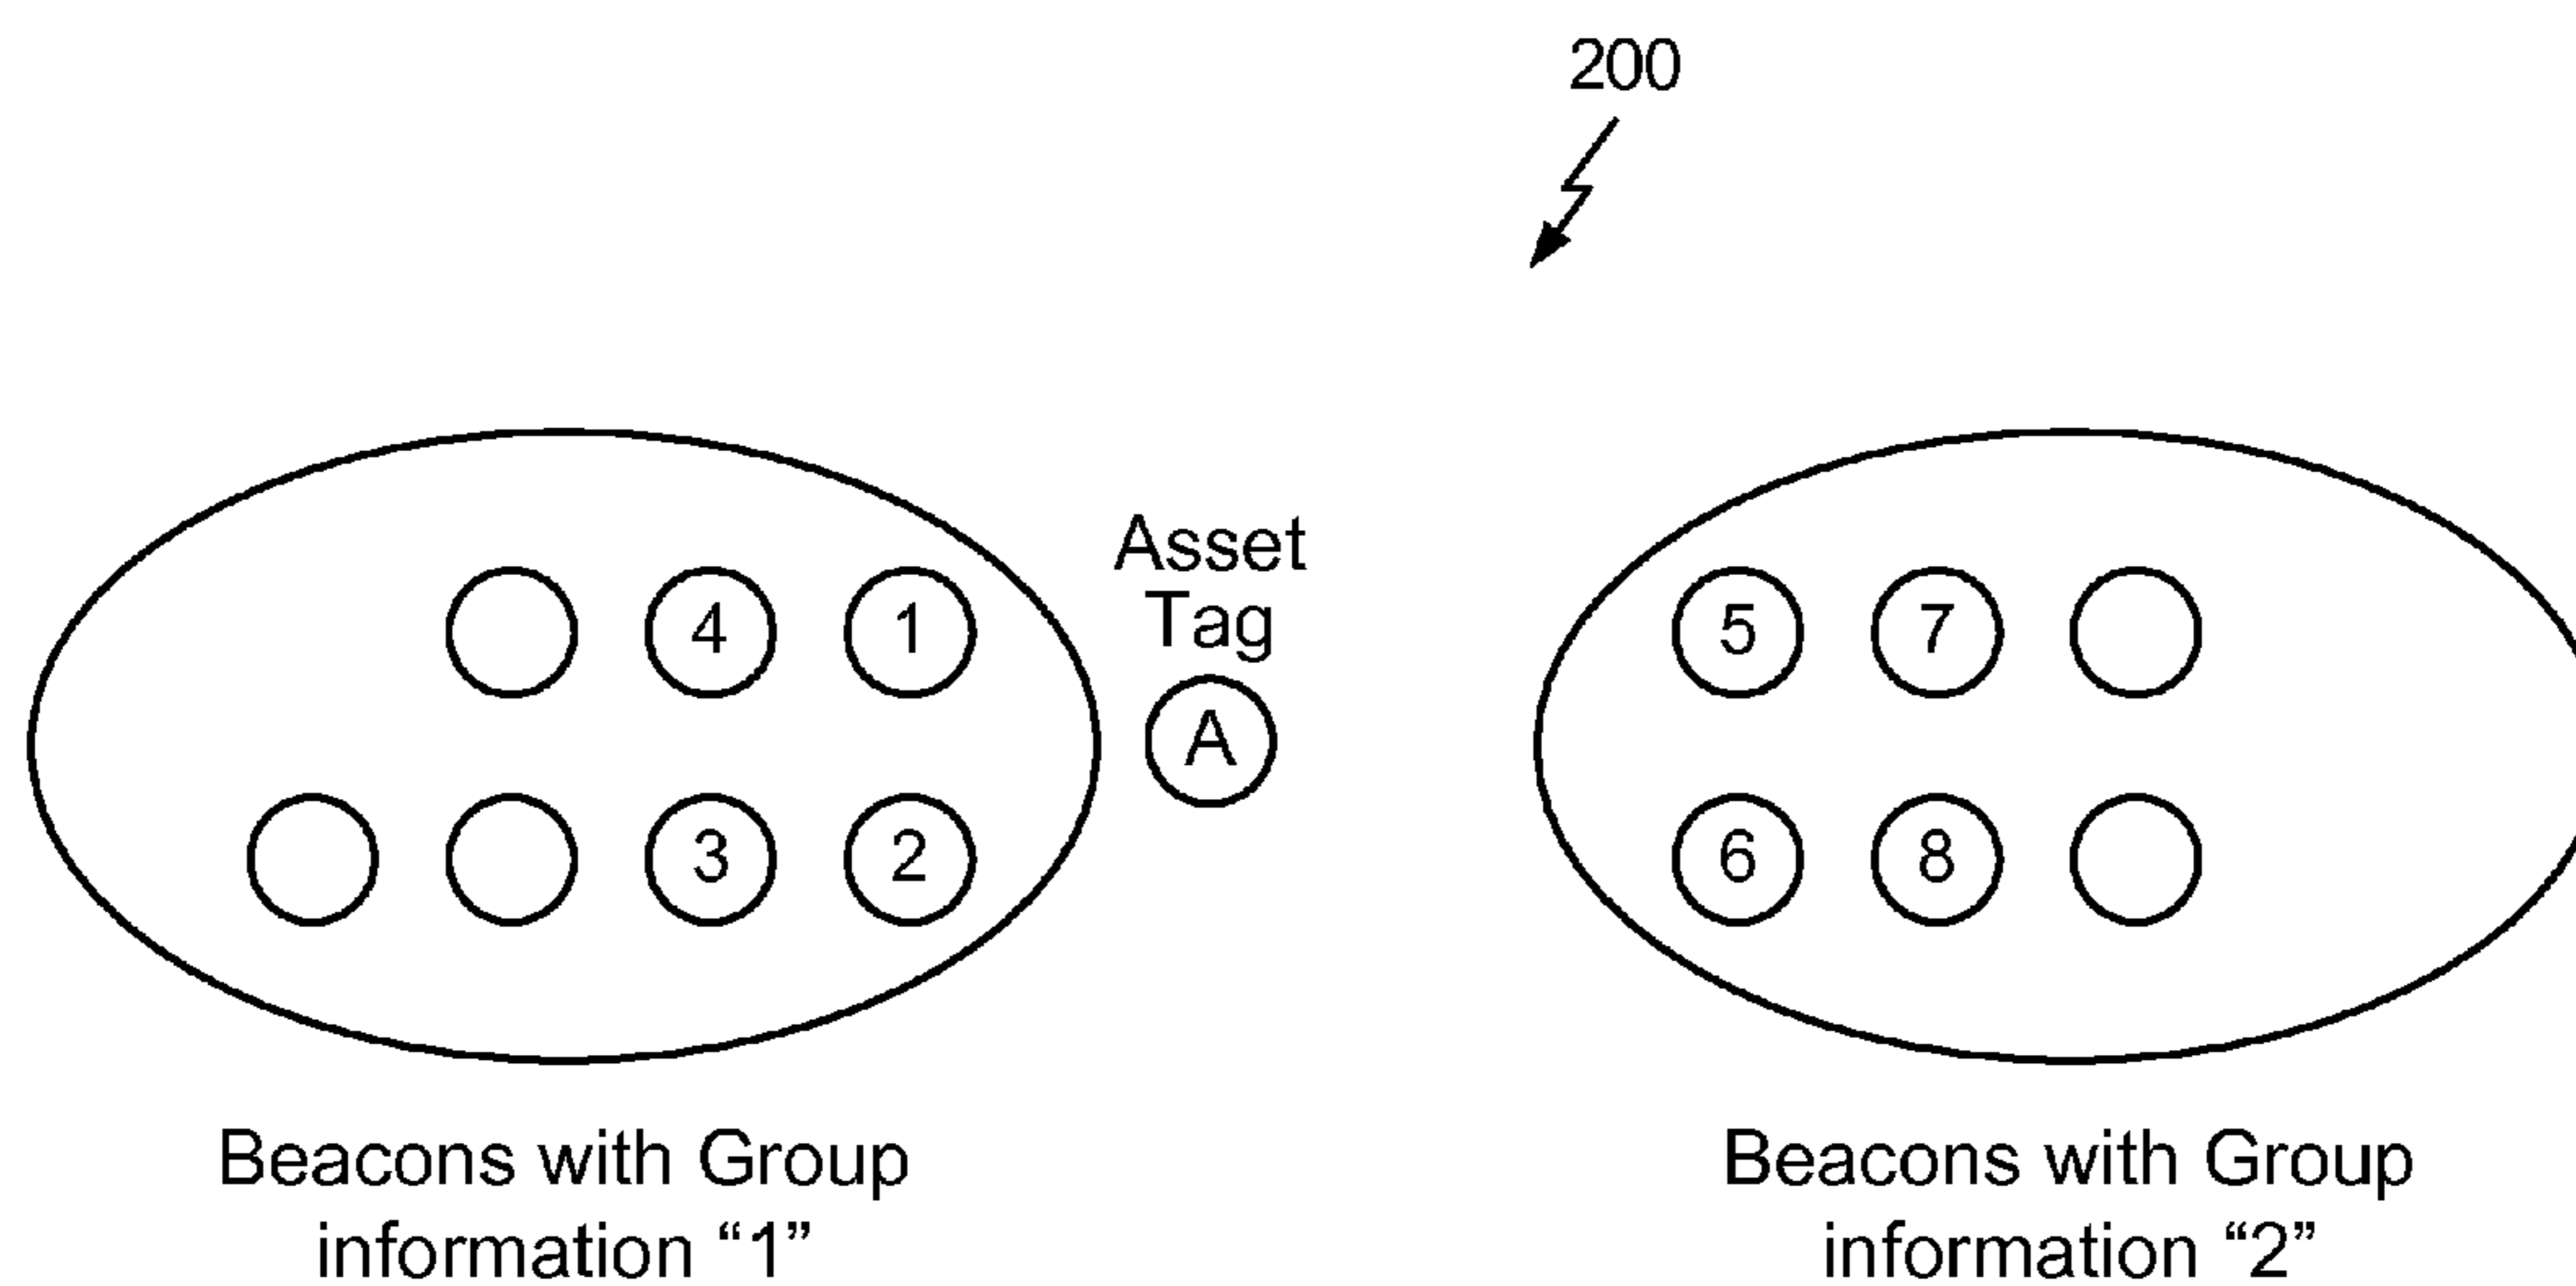 200
Asset
Tag
4 1
A
5 7
3 2
6 8
Beacons with Group
information “1”
Beacons with Group
information “2”